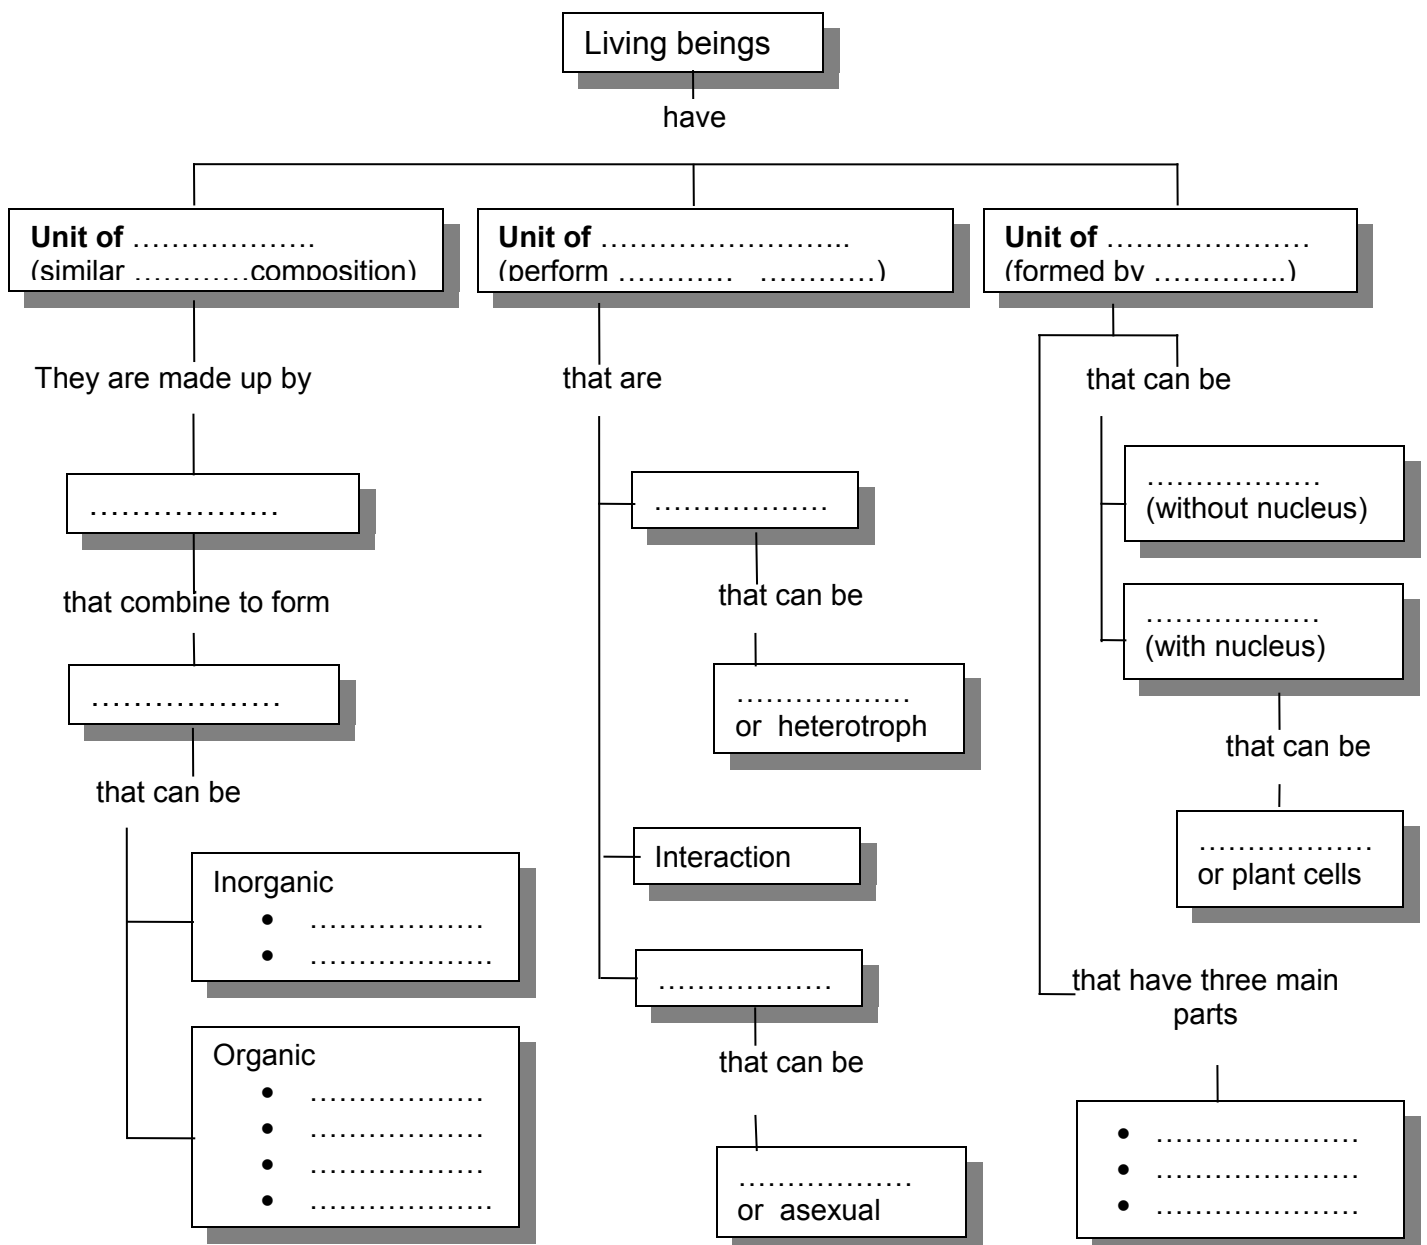 Living beings
have
Unit of ...................
(similar ............composition)
Unit of ..........................
(perform ............ ............)
Unit of .....................
(formed by ..............)
They are made up by
that are
that can be
..................
..................
..................
(without nucleus)
that combine to form
that can be
..................
(with nucleus)
..................
..................
or heterotroph
that can be
that can be
..................
or plant cells
Inorganic
• ..................
• ...................
Interaction
..................
that have three main
parts
Organic
• ..................
• ..................
• ..................
• ...................
that can be
..................
or asexual
• .....................
• .....................
• .....................